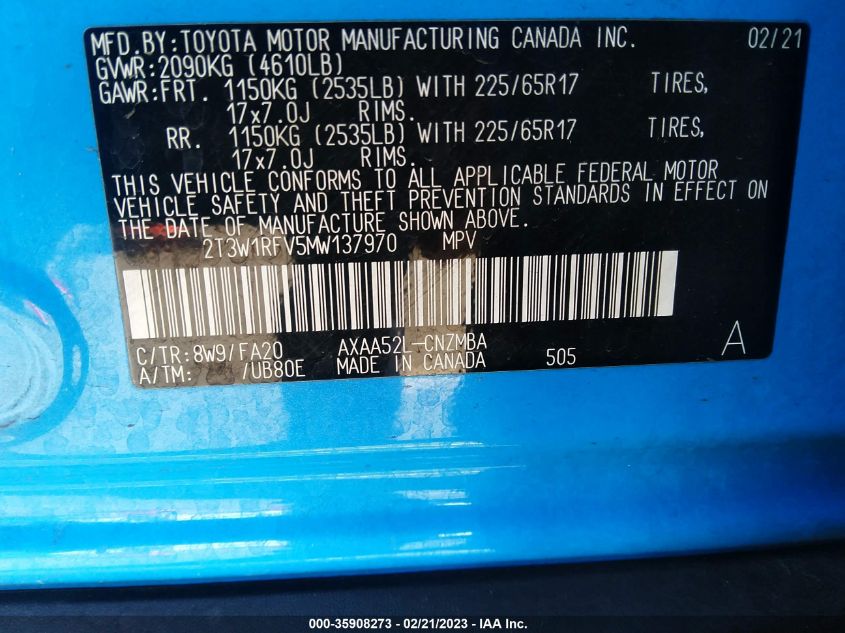 MFD.BY:TOYOTA MOTOR MANUFACTURING CANADA INC. 02/21
GVWR:2090KG (4610LB)
GAWR:FRT. 1150KG (2535LB) WITH 225/65R17 TIRES,
17x7.0J RIMS.
RR. 1150KG (2535LB) WITH 225/65R17 TIRES,
17x7.0J RIMS.
THIS VEHICLE CONFORMS TO ALL APPLICABLE FEDERAL MOTOR
VEHICLE SAFETY AND THEFT PREVENTION STANDARDS IN EFFECT ON
THE DATE OF MANUFACTURE SHOWN ABOVE.
2T3W1RFV5MW137970 MPV
C/TR:8W9/FA20 AXAA52L-CNZMBA A
A/TM: /UB80E MADE IN CANADA 505
000-35908273 - 02/21/2023 - IAA Inc.